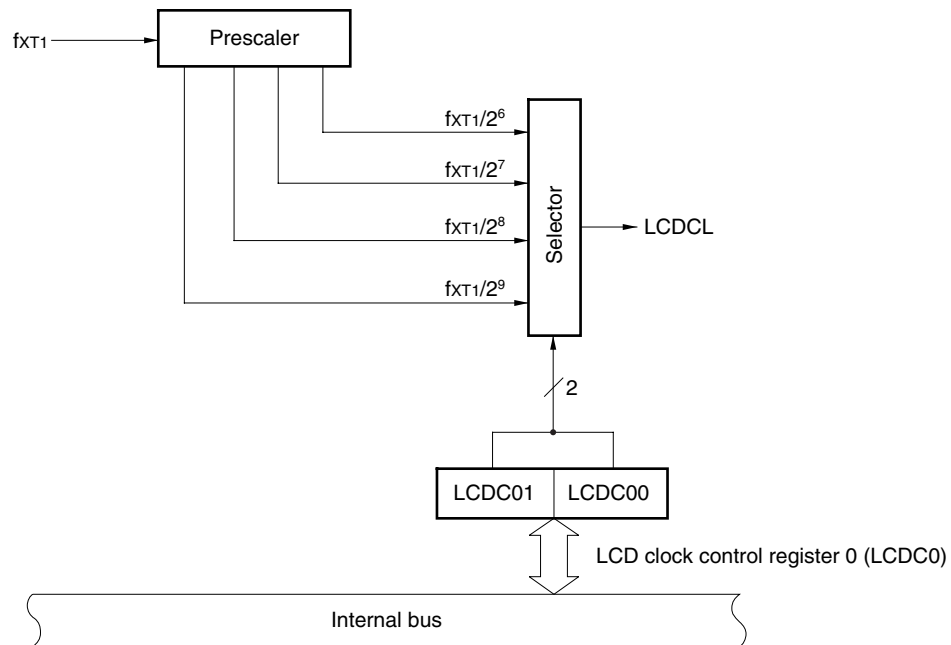 fXT1
Prescaler
fXT1/2⁶
fXT1/2⁷
fXT1/2⁸
fXT1/2⁹
Selector
LCDCL
2
LCDC01
LCDC00
LCD clock control register 0 (LCDC0)
Internal bus